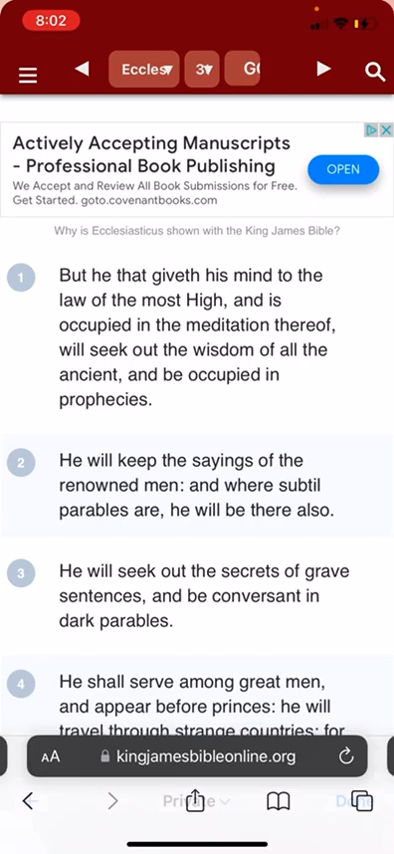 8:02
Eccles
3
G
Actively Accepting Manuscripts
- Professional Book Publishing
We Accept and Review All Book Submissions for Free.
Get Started. goto.covenantbooks.com
OPEN
Why is Ecclesiasticus shown with the King James Bible?
1 But he that giveth his mind to the
law of the most High, and is
occupied in the meditation thereof,
will seek out the wisdom of all the
ancient, and be occupied in
prophecies.
2 He will keep the sayings of the
renowned men: and where subtil
parables are, he will be there also.
3 He will seek out the secrets of grave
sentences, and be conversant in
dark parables.
4 He shall serve among great men,
and appear before princes: he will
travel through strange countries; for
AA kingjamesbibleonline.org
Private